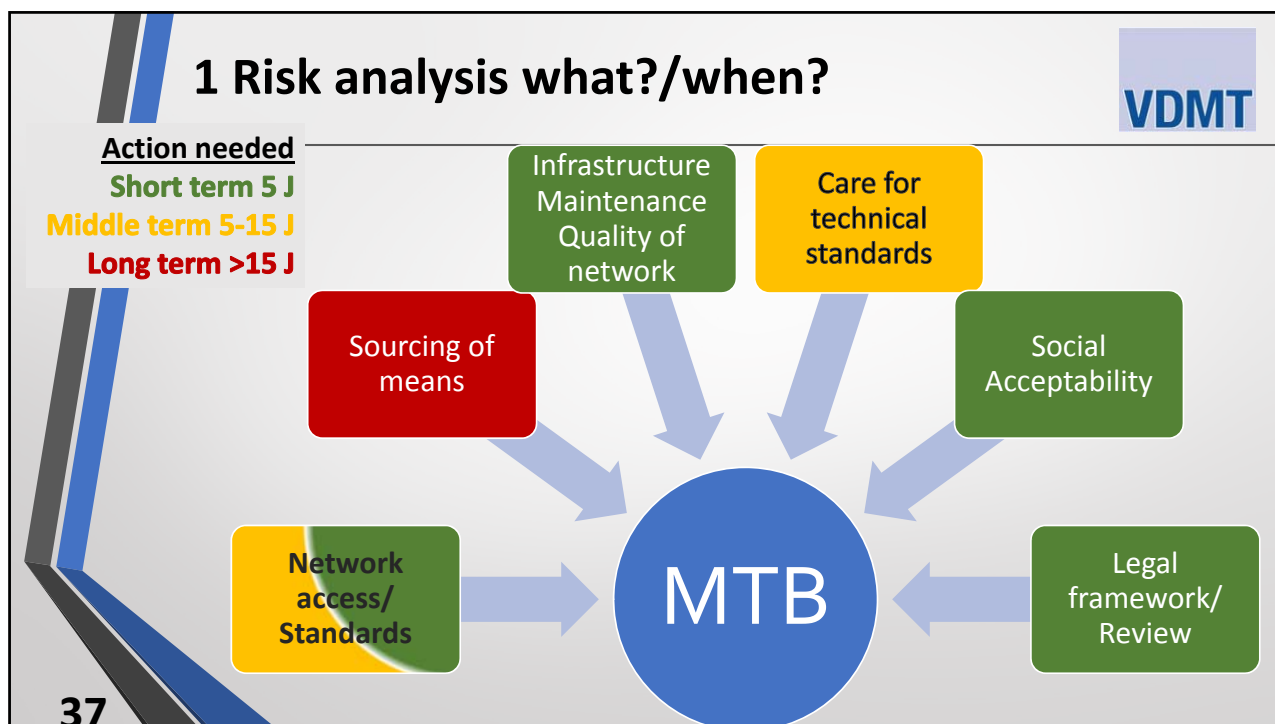 1 Risk analysis what?/when?
VDMT
Action needed
Short term 5 J
Middle term 5-15 J
Long term >15 J
Infrastructure
Maintenance
Quality of
network
Care for
technical
standards
Sourcing of
means
Social
Acceptability
Network
access/
Standards
MTB
Legal
framework/
Review
37